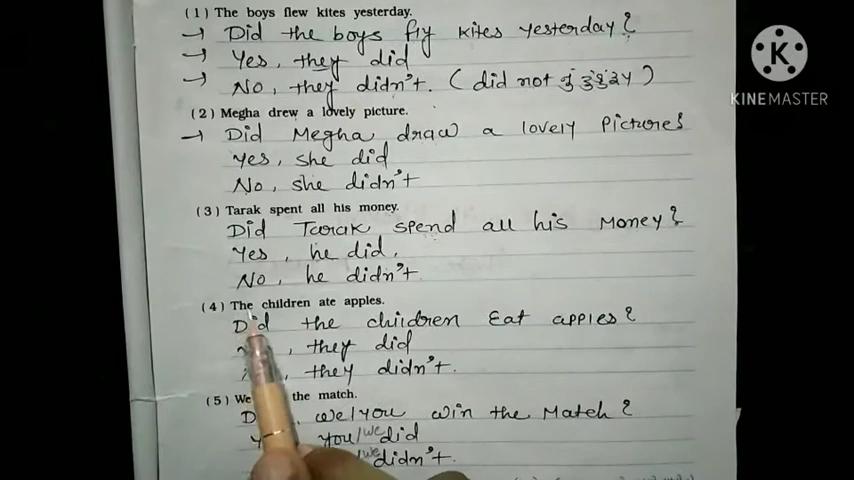 (1) The boys flew kites yesterday.
→ Did the boys fly kites yesterday?
→ Yes, they did
→ No, they didn't. (did not નું ટુંકુંરૂપ)
KINEMASTER
(2) Megha drew a lovely picture.
→ Did Megha draw a lovely Picture?
Yes, she did
No, she didn't
(3) Tarak spent all his money.
Did Tarak spend all his Money?
Yes, he did.
No, he didn't
(4) The children ate apples.
Did the children Eat apples?
, they did
, they didn't.
(5) We the match.
we/you win the Match?
you/we did
/we didn't.